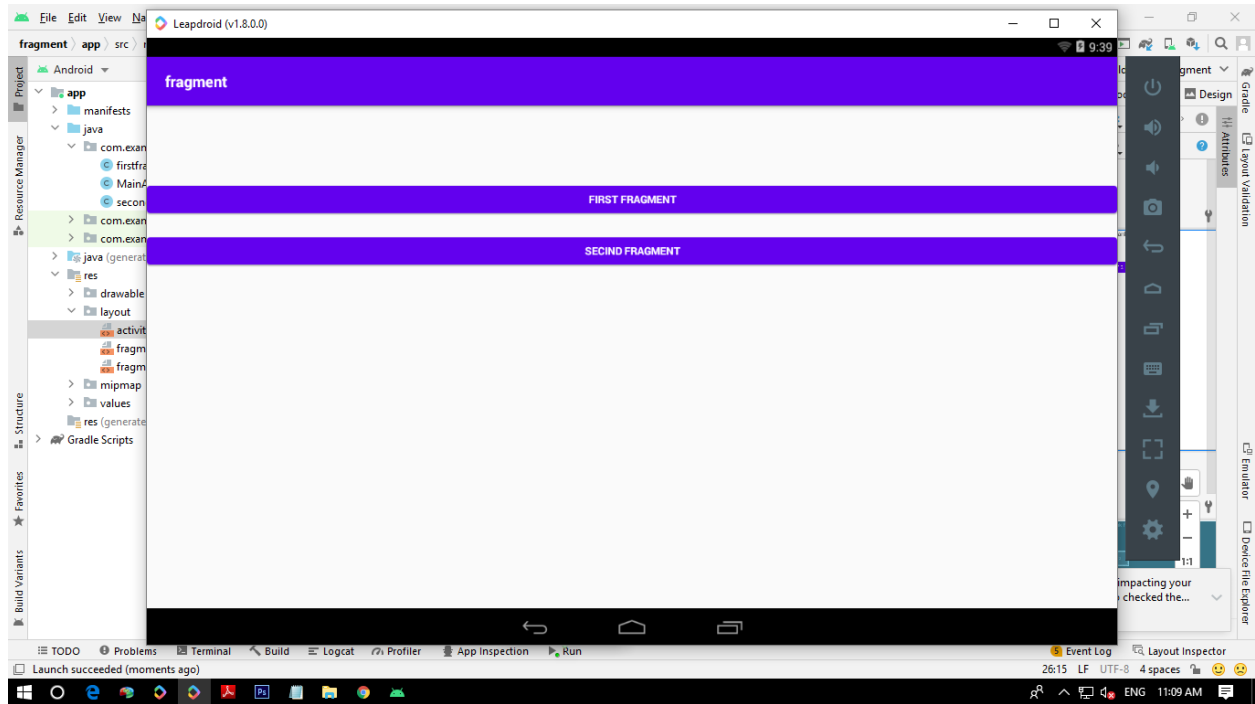 File Edit View Na
Leapdroid (v1.8.0.0)
fragment app src
9:39
gment
Android
fragment
Design
app
manifests
java
com.exan
firstfra
MainA
secon
FIRST FRAGMENT
com.exan
com.exan
SECIND FRAGMENT
java (generat
res
drawable
layout
activit
fragm
fragm
mipmap
values
res (generate
Gradle Scripts
Project
Resource Manager
Structure
Favorites
Build Variants
Gradle
Attributes
Layout Validation
Emulator
Device File Explorer
1:1
impacting your
checked the...
TODO Problems Terminal Build Logcat Profiler App Inspection Run 5 Event Log Layout Inspector
Launch succeeded (moments ago) 26:15 LF UTF-8 4 spaces
Ps ENG 11:09 AM